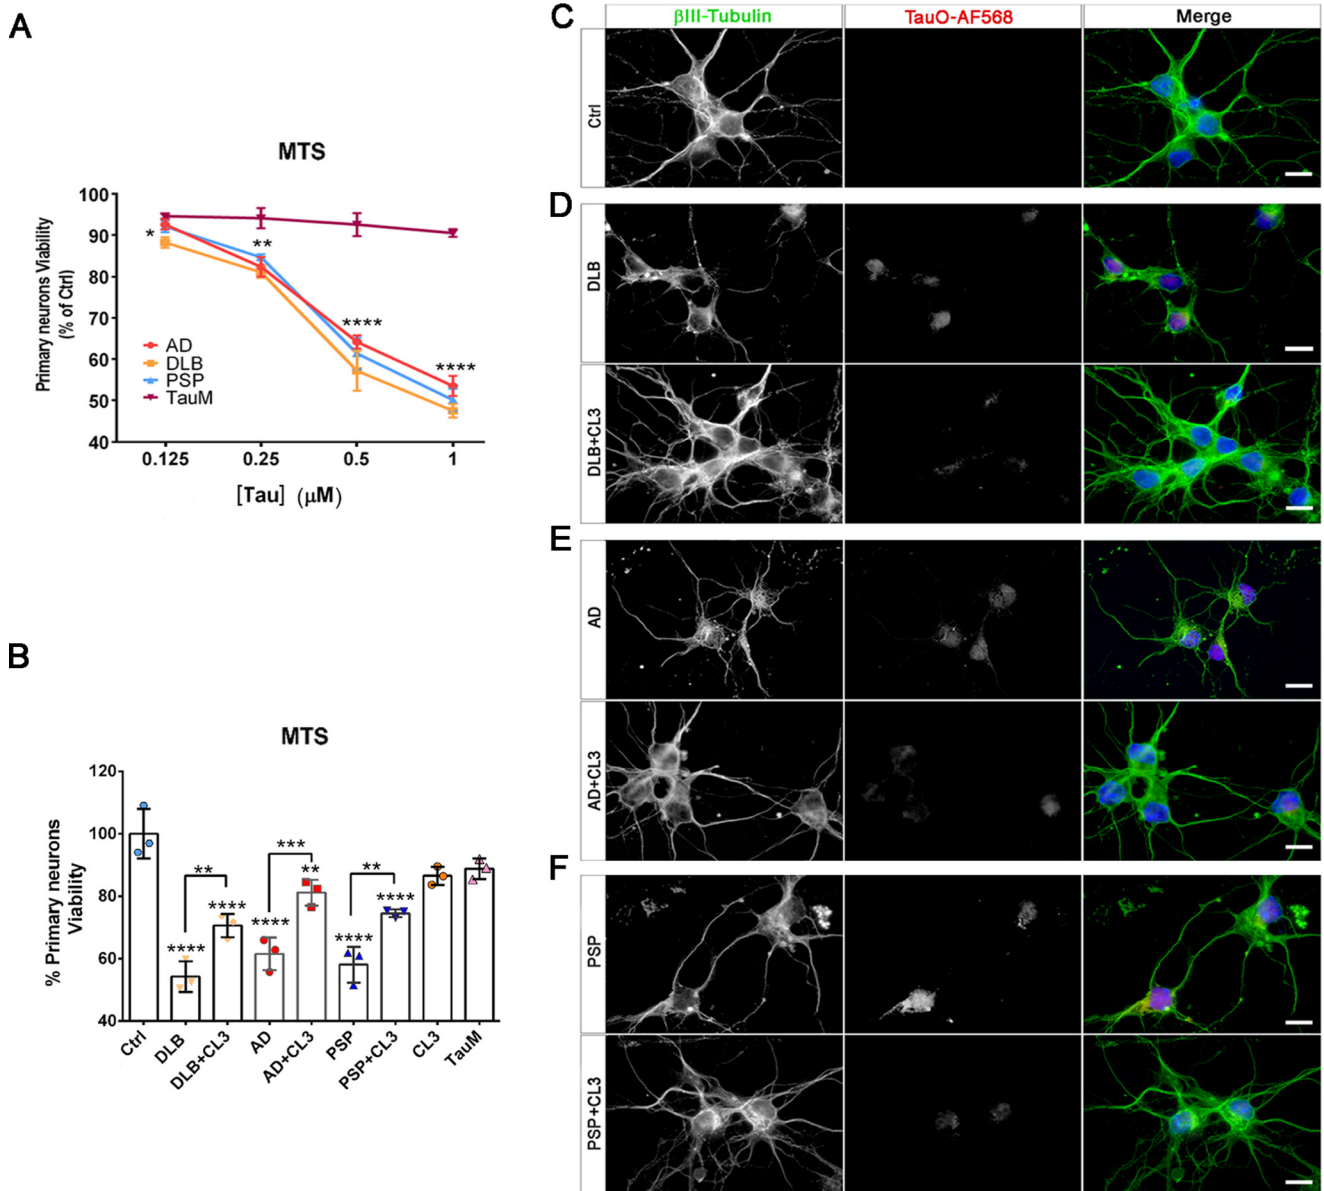 A
MTS
Primary neurons Viability
(% of Ctrl)
100
90
80
70
60
50
40
*
**
****
****
AD
DLB
PSP
TauM
0.125 0.25 0.5 1
[Tau] (μM)
B
MTS
% Primary neurons
Viability
120
100
80
60
40
****
**
****
****
***
**
****
**
****
Ctrl
DLB
DLB+CL3
AD
AD+CL3
PSP
PSP+CL3
CL3
TauM
C
βIII-Tubulin TauO-AF568 Merge
Ctrl
D
DLB
DLB+CL3
E
AD
AD+CL3
F
PSP
PSP+CL3